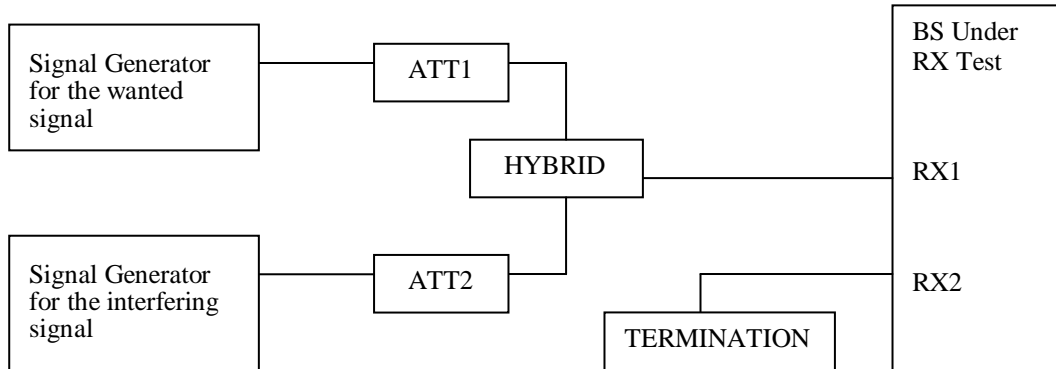 Signal Generator
for the wanted
signal
ATT1
HYBRID
Signal Generator
for the interfering
signal
ATT2
TERMINATION
BS Under
RX Test
RX1
RX2